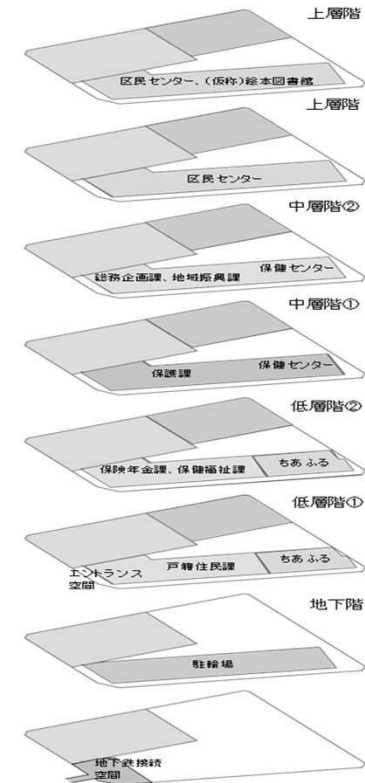 上層階
区民センター、(仮称)絵本図書館
上層階
区民センター
中層階②
総務企画課、地域振興課
保健センター
中層階①
保護課
保健センター
低層階②
保険年金課、保健福祉課
ちあふる
低層階①
エントランス
空間
戸籍住民課
ちあふる
地下階
駐輪場
地下鉄接続
空間